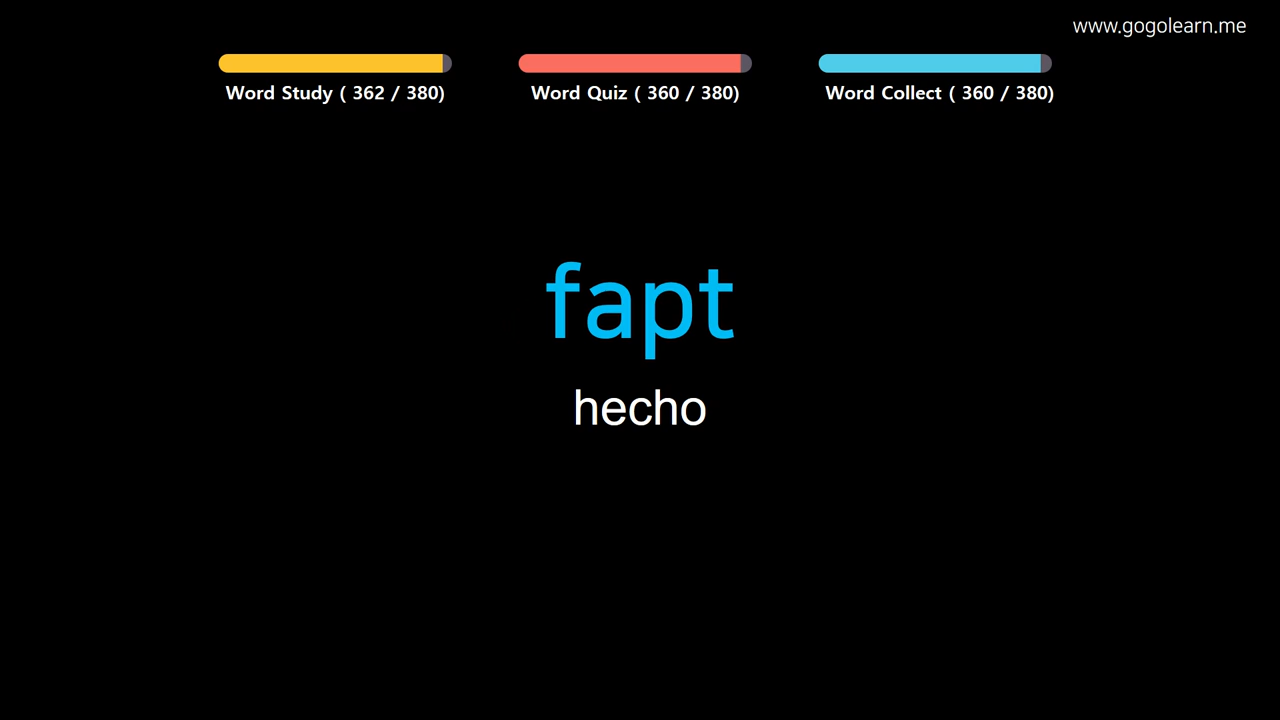 www.gogolearn.me
Word Study ( 362 / 380)
Word Quiz ( 360 / 380)
Word Collect ( 360 / 380)
fapt
hecho